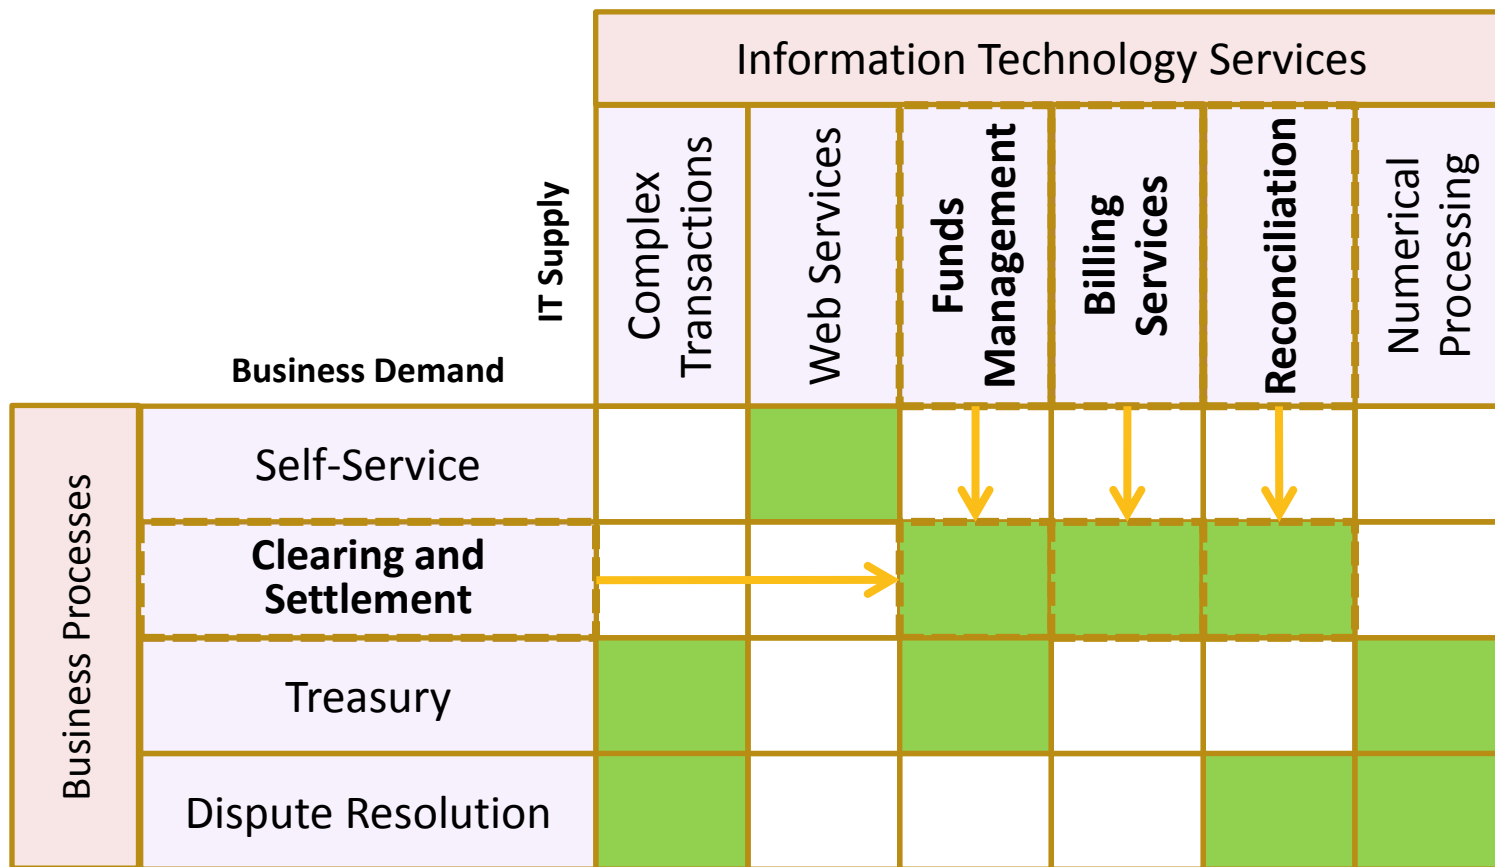 Information Technology Services
IT Supply
Complex
Transactions
Web Services
Funds
Management
Billing
Services
Reconciliation
Numerical
Processing
Business Demand
Business Processes
Self-Service
Clearing and
Settlement
Treasury
Dispute Resolution